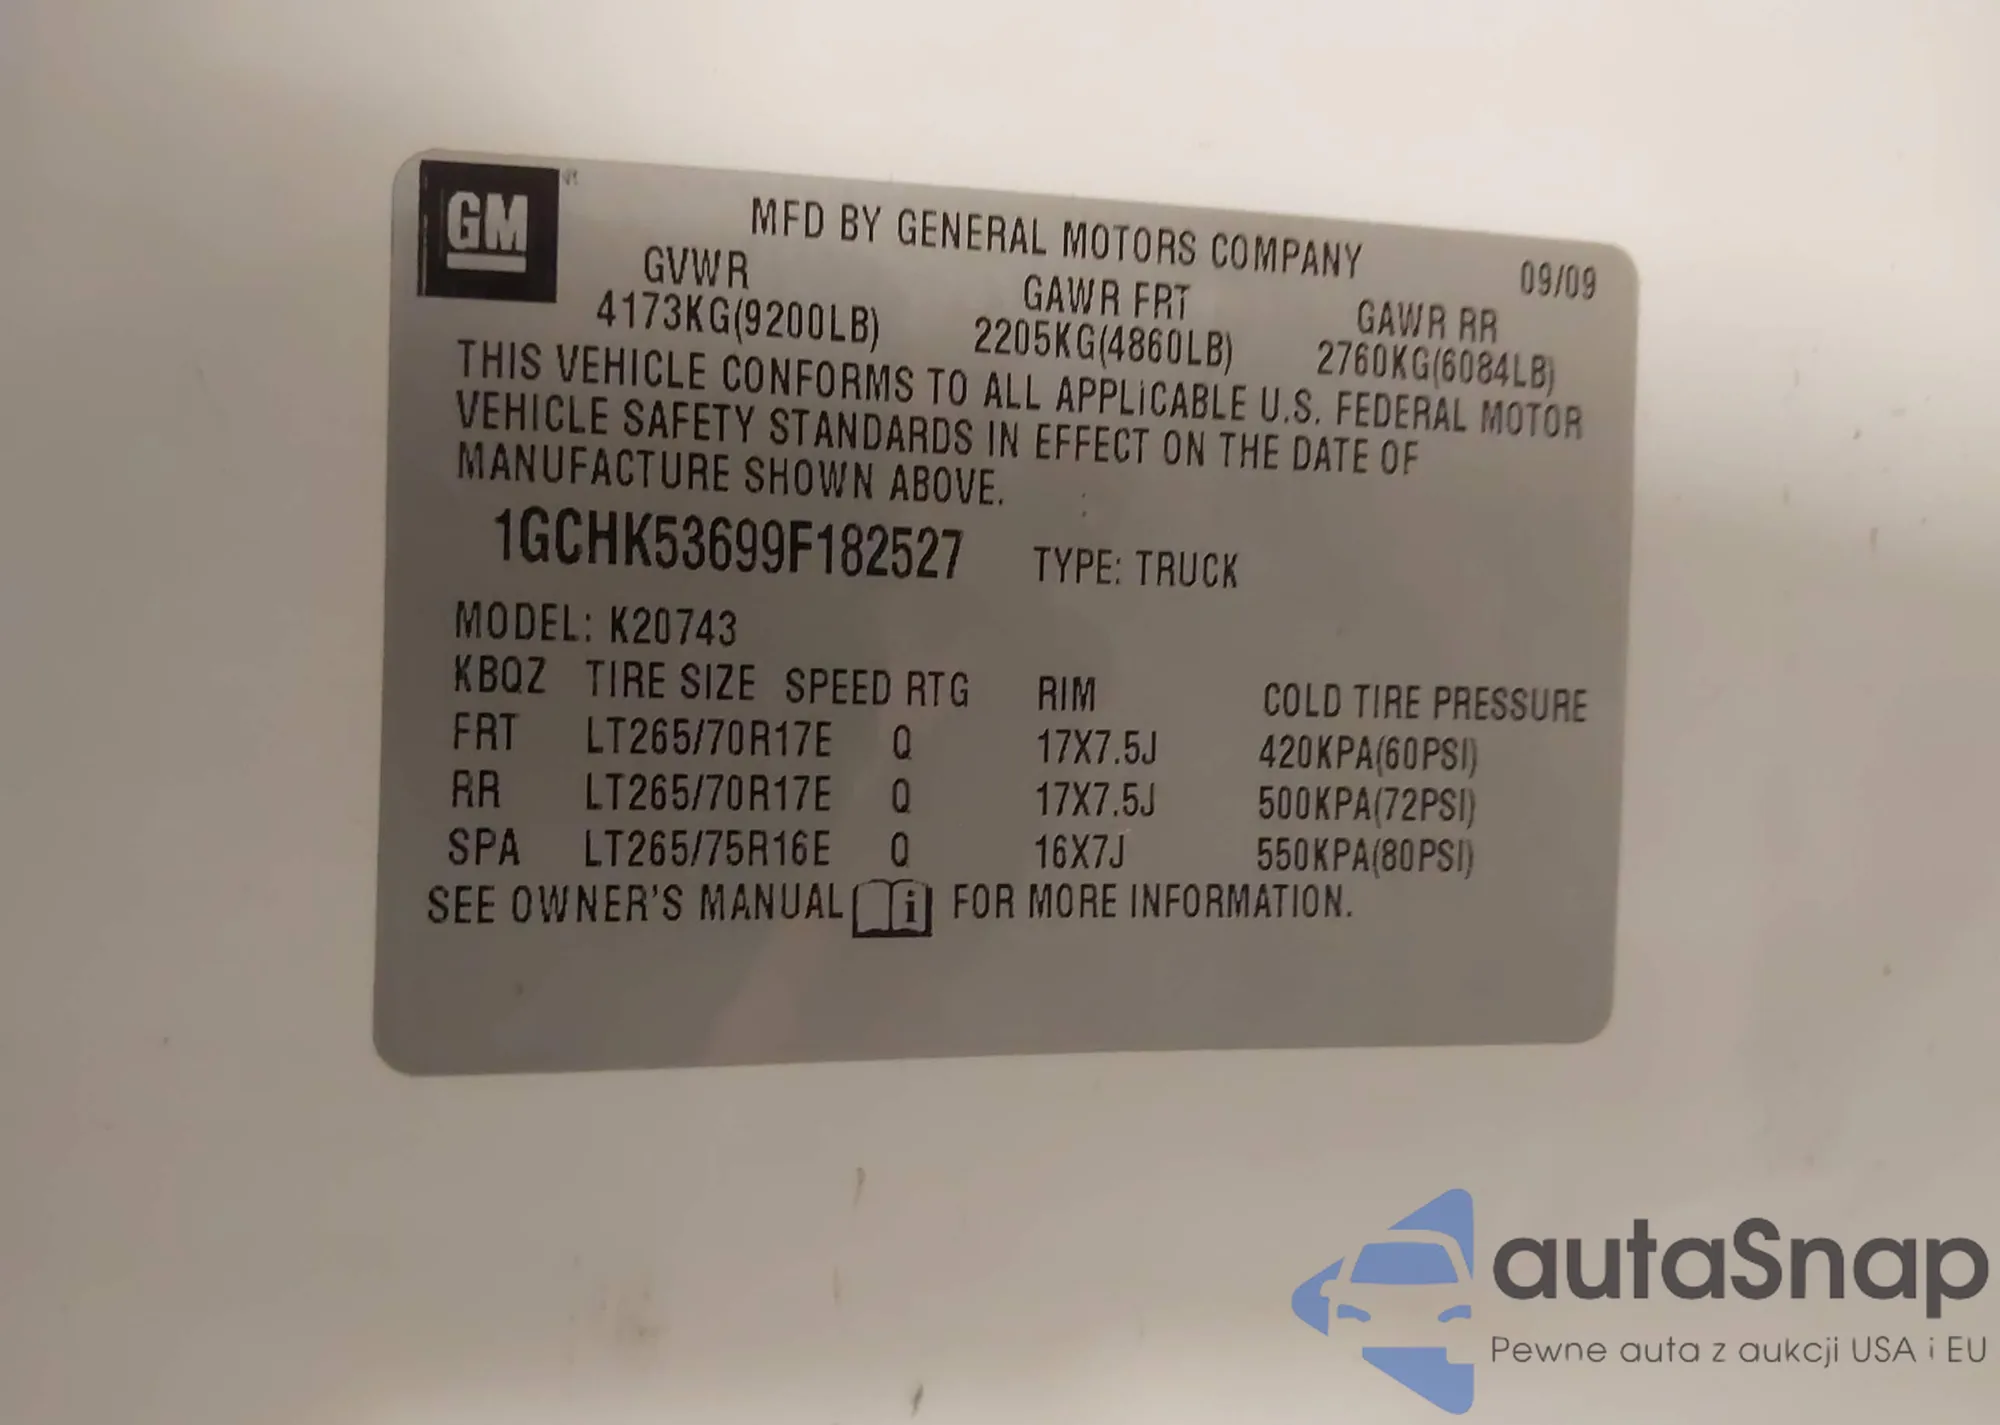 GM
MFD BY GENERAL MOTORS COMPANY 09/09
GVWR GAWR FRT GAWR RR
4173KG(9200LB) 2205KG(4860LB) 2760KG(6084LB)
THIS VEHICLE CONFORMS TO ALL APPLICABLE U.S. FEDERAL MOTOR
VEHICLE SAFETY STANDARDS IN EFFECT ON THE DATE OF
MANUFACTURE SHOWN ABOVE.
1GCHK53699F182527 TYPE: TRUCK
MODEL: K20743
KBQZ TIRE SIZE SPEED RTG RIM COLD TIRE PRESSURE
FRT LT265/70R17E Q 17X7.5J 420KPA(60PSI)
RR LT265/70R17E Q 17X7.5J 500KPA(72PSI)
SPA LT265/75R16E Q 16X7J 550KPA(80PSI)
SEE OWNER'S MANUAL i FOR MORE INFORMATION.
autaSnap
Pewne auta z aukcji USA i EU